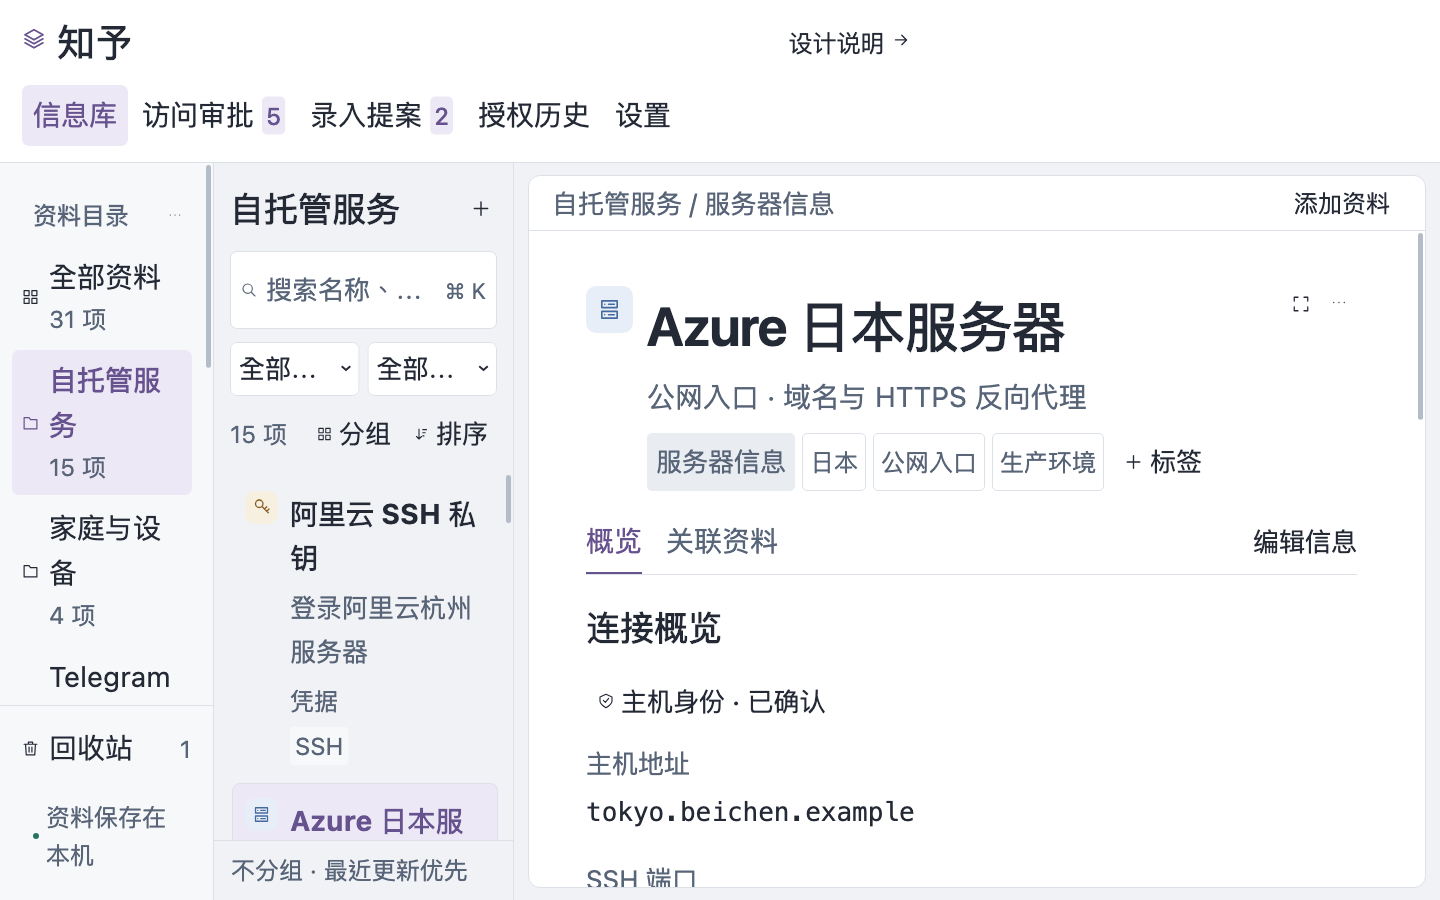 知予
设计说明 →
信息库 访问审批 5 录入提案 2 授权历史 设置
资料目录 ···
全部资料
31 项
自托管服
务
15 项
家庭与设
备
4 项
Telegram
回收站 1
资料保存在
本机
自托管服务 +
搜索名称、… ⌘ K
全部… 全部…
15 项 分组 排序
阿里云 SSH 私
钥
登录阿里云杭州
服务器
凭据
SSH
Azure 日本服
不分组 · 最近更新优先
自托管服务 / 服务器信息 添加资料
Azure 日本服务器 ···
公网入口 · 域名与 HTTPS 反向代理
服务器信息 日本 公网入口 生产环境 + 标签
概览 关联资料 编辑信息
连接概览
主机身份 · 已确认
主机地址
tokyo.beichen.example
SSH 端口